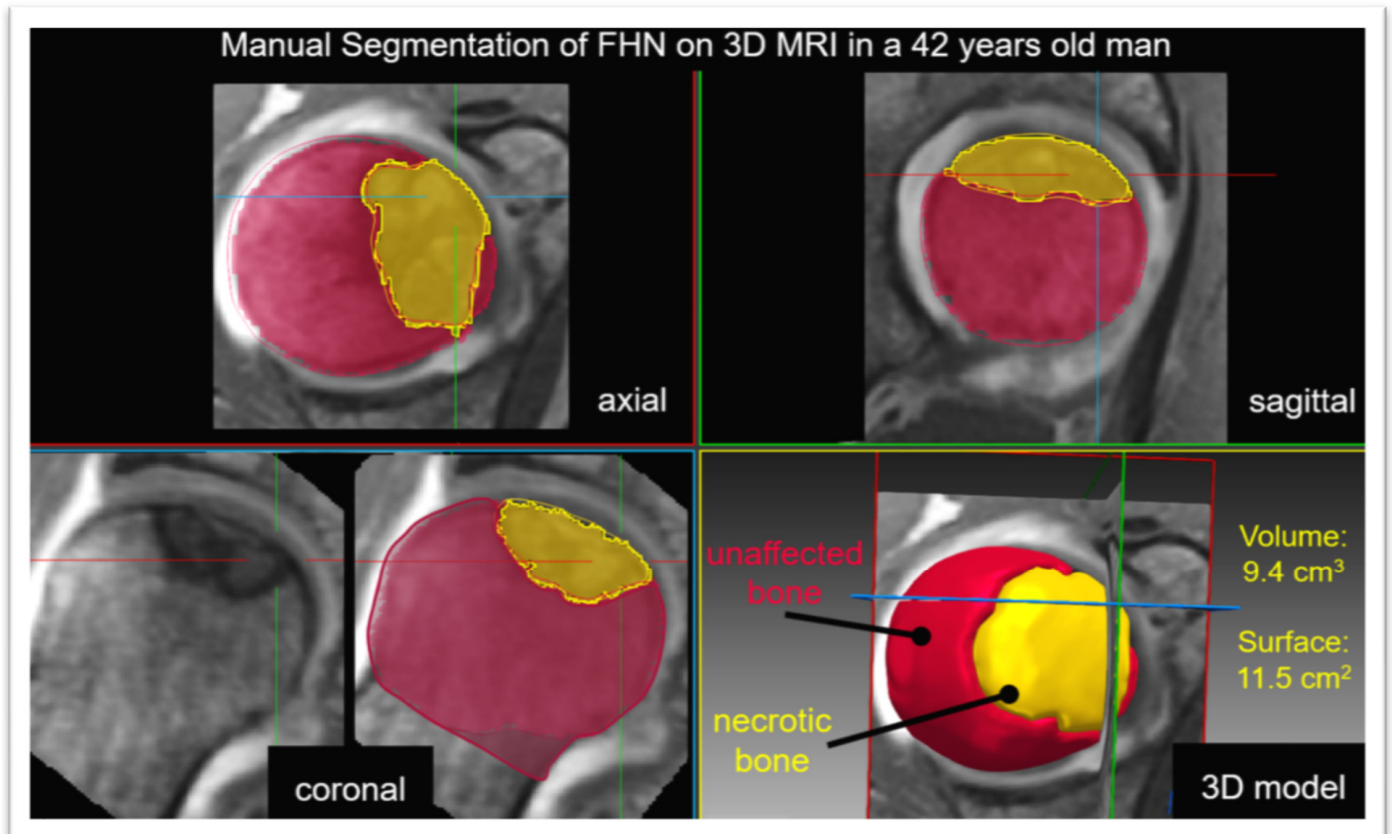 Manual Segmentation of FHN on 3D MRI in a 42 years old man
axial
sagittal
coronal
unaffected
bone
necrotic
bone
Volume:
9.4 cm³
Surface:
11.5 cm²
3D model